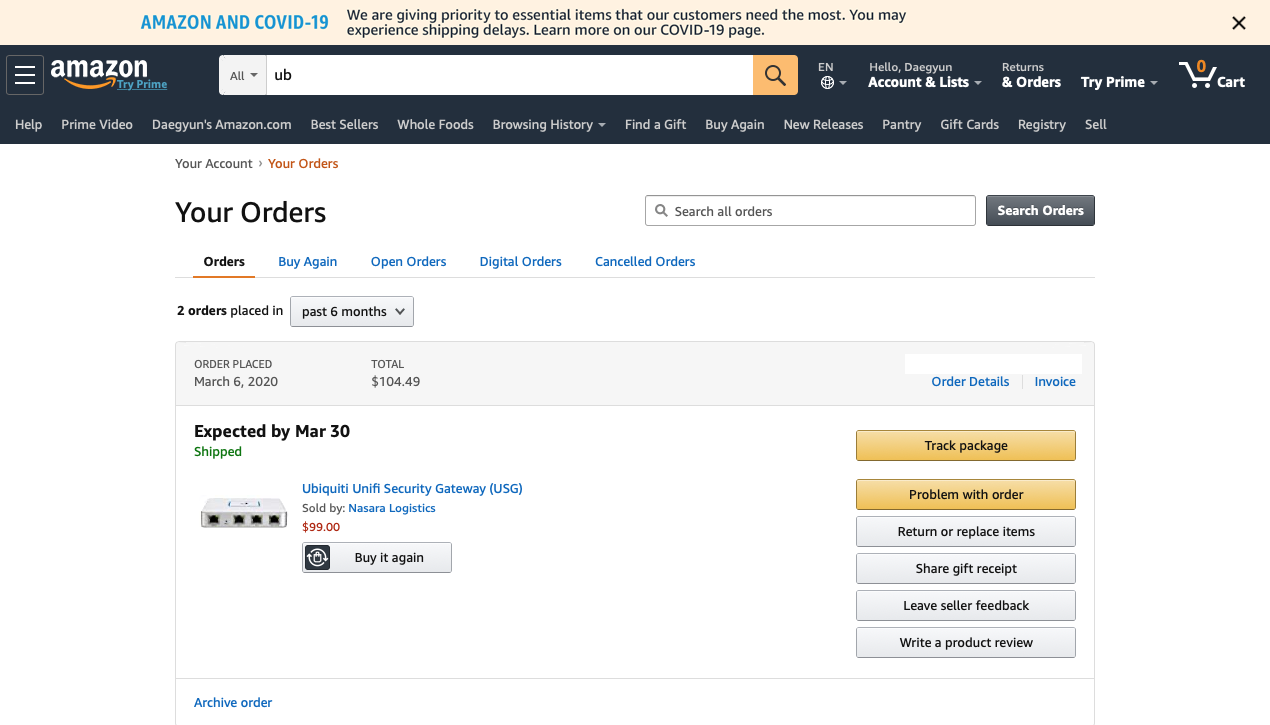 AMAZON AND COVID-19
We are giving priority to essential items that our customers need the most. You may
experience shipping delays. Learn more on our COVID-19 page.
amazon
Try Prime
All
ub
EN
Hello, Daegyun
Account & Lists
Returns
& Orders
Try Prime
0
Cart
Help
Prime Video
Daegyun's Amazon.com
Best Sellers
Whole Foods
Browsing History
Find a Gift
Buy Again
New Releases
Pantry
Gift Cards
Registry
Sell
Your Account › Your Orders
Your Orders
Search all orders
Search Orders
Orders
Buy Again
Open Orders
Digital Orders
Cancelled Orders
2 orders placed in
past 6 months
ORDER PLACED
March 6, 2020
TOTAL
$104.49
Order Details
Invoice
Expected by Mar 30
Shipped
Ubiquiti Unifi Security Gateway (USG)
Sold by: Nasara Logistics
$99.00
Buy it again
Track package
Problem with order
Return or replace items
Share gift receipt
Leave seller feedback
Write a product review
Archive order